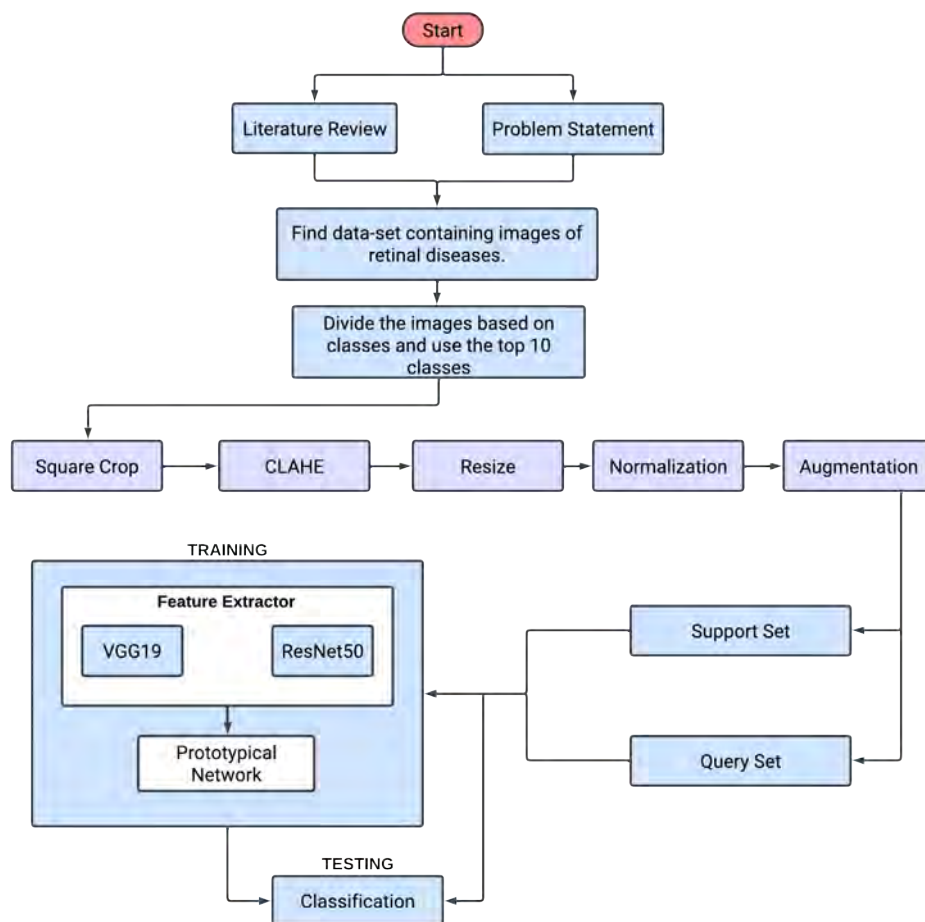 Start
Literature Review
Problem Statement
Find data-set containing images of
retinal diseases.
Divide the images based on
classes and use the top 10
classes
Square Crop
CLAHE
Resize
Normalization
Augmentation
TRAINING
Feature Extractor
VGG19
ResNet50
Prototypical
Network
Support Set
Query Set
TESTING
Classification